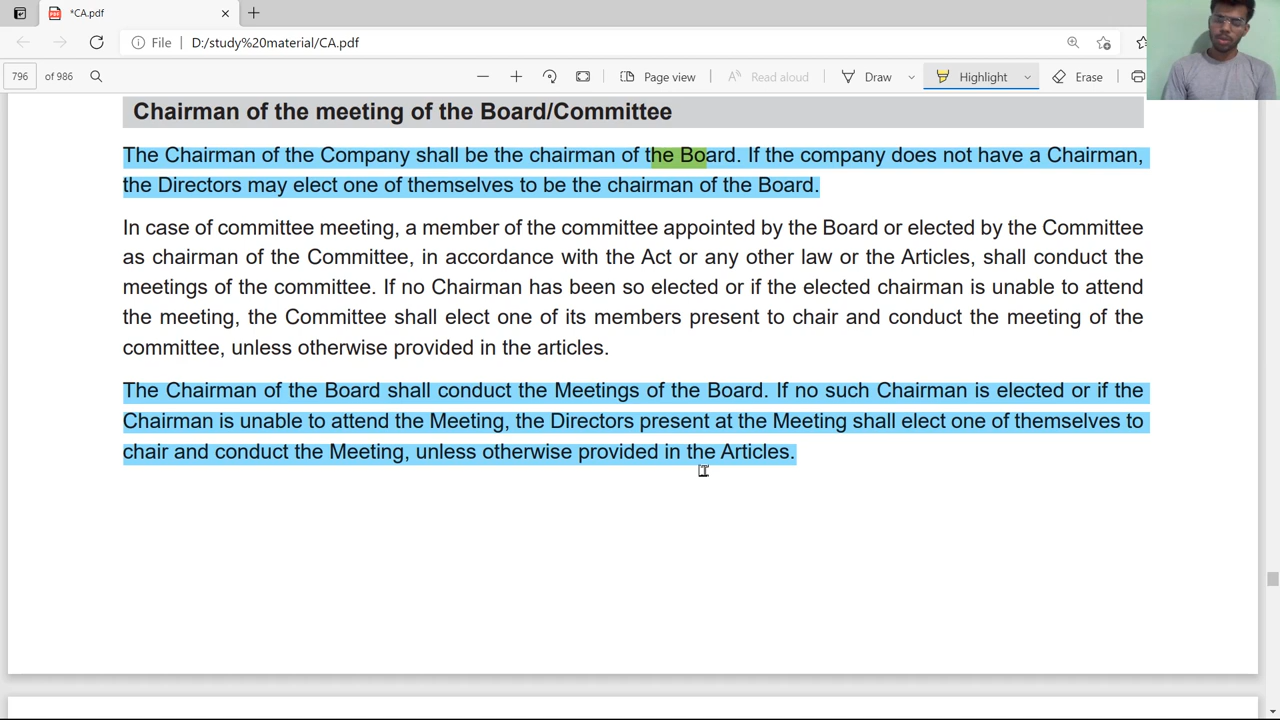 *CA.pdf
File | D:/study%20material/CA.pdf
796 of 986 Page view Read aloud Draw Highlight Erase
Chairman of the meeting of the Board/Committee
The Chairman of the Company shall be the chairman of the Board. If the company does not have a Chairman,
the Directors may elect one of themselves to be the chairman of the Board.
In case of committee meeting, a member of the committee appointed by the Board or elected by the Committee
as chairman of the Committee, in accordance with the Act or any other law or the Articles, shall conduct the
meetings of the committee. If no Chairman has been so elected or if the elected chairman is unable to attend
the meeting, the Committee shall elect one of its members present to chair and conduct the meeting of the
committee, unless otherwise provided in the articles.
The Chairman of the Board shall conduct the Meetings of the Board. If no such Chairman is elected or if the
Chairman is unable to attend the Meeting, the Directors present at the Meeting shall elect one of themselves to
chair and conduct the Meeting, unless otherwise provided in the Articles.